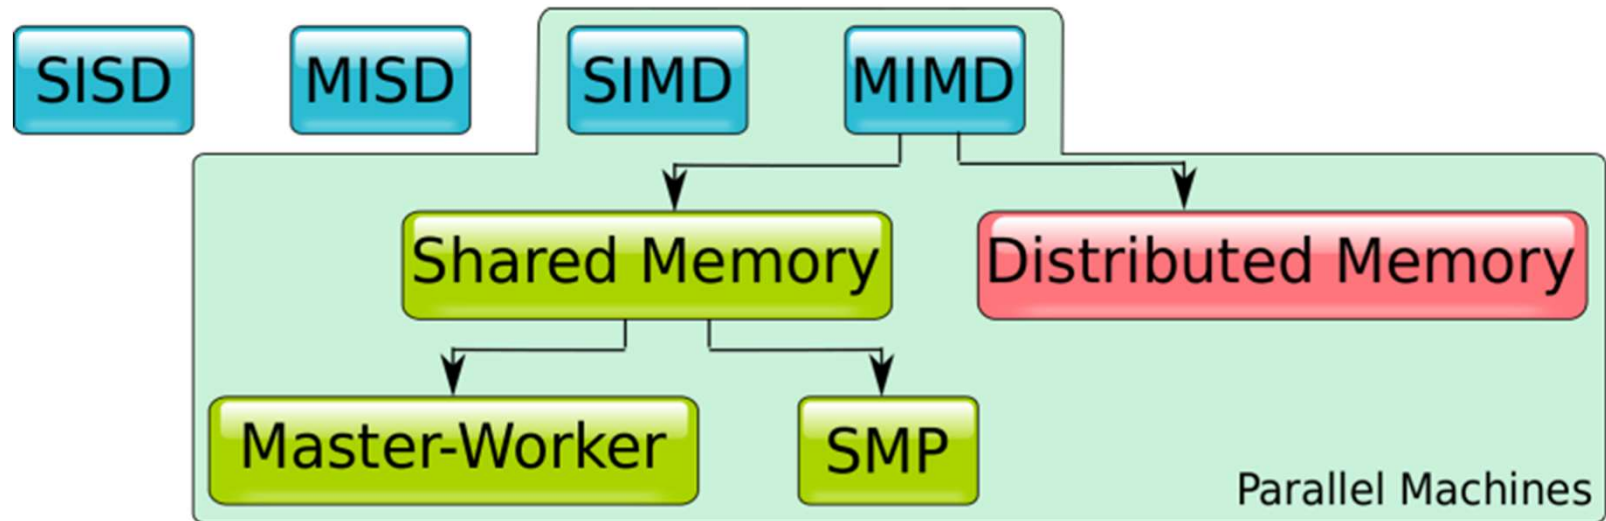 SISD
MISD
SIMD
MIMD
Shared Memory
Distributed Memory
Master-Worker
SMP
Parallel Machines